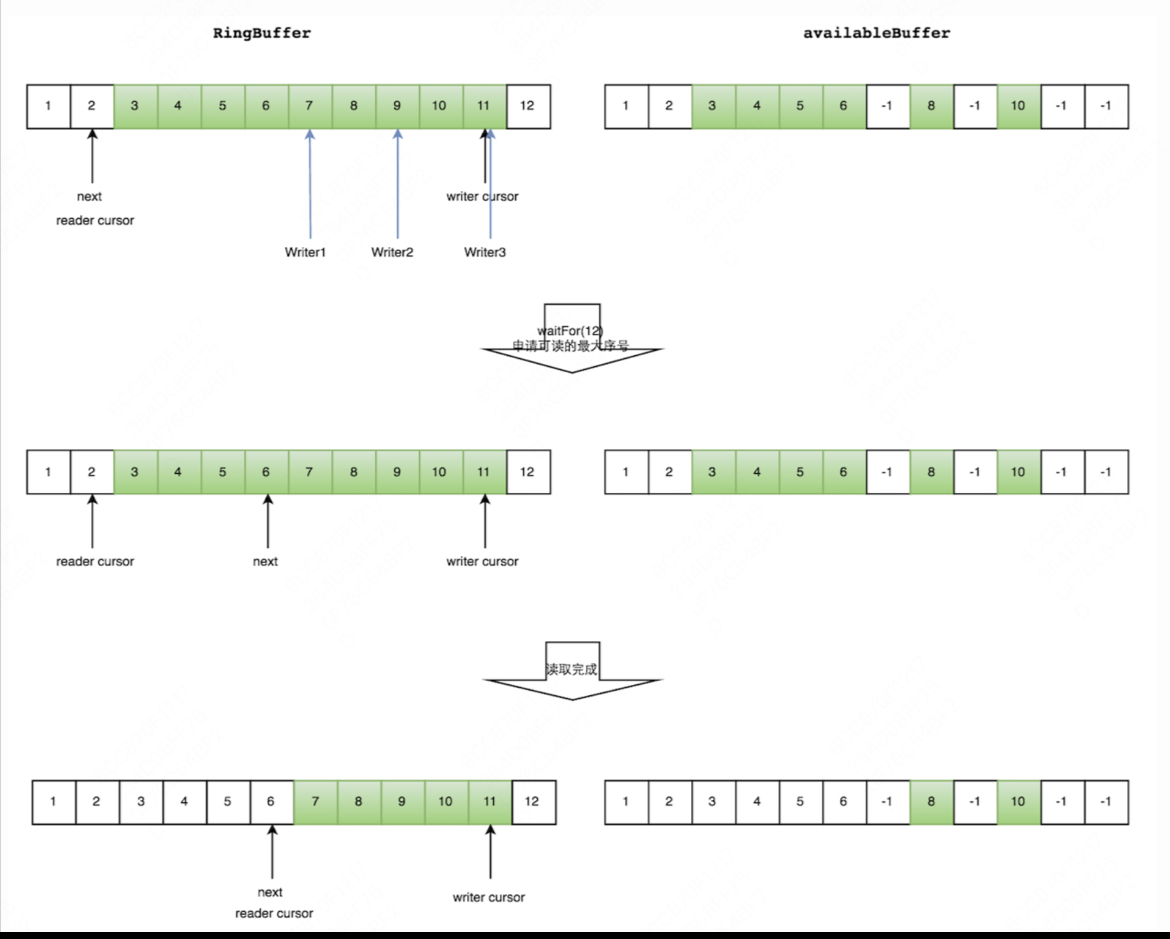 RingBuffer availableBuffer
1 2 3 4 5 6 7 8 9 10 11 12 1 2 3 4 5 6 -1 8 -1 10 -1 -1
next writer cursor
reader cursor
Writer1 Writer2 Writer3
waitFor(12)
申请可读的最大序号
1 2 3 4 5 6 7 8 9 10 11 12 1 2 3 4 5 6 -1 8 -1 10 -1 -1
reader cursor next writer cursor
读取完成
1 2 3 4 5 6 7 8 9 10 11 12 1 2 3 4 5 6 -1 8 -1 10 -1 -1
next writer cursor
reader cursor